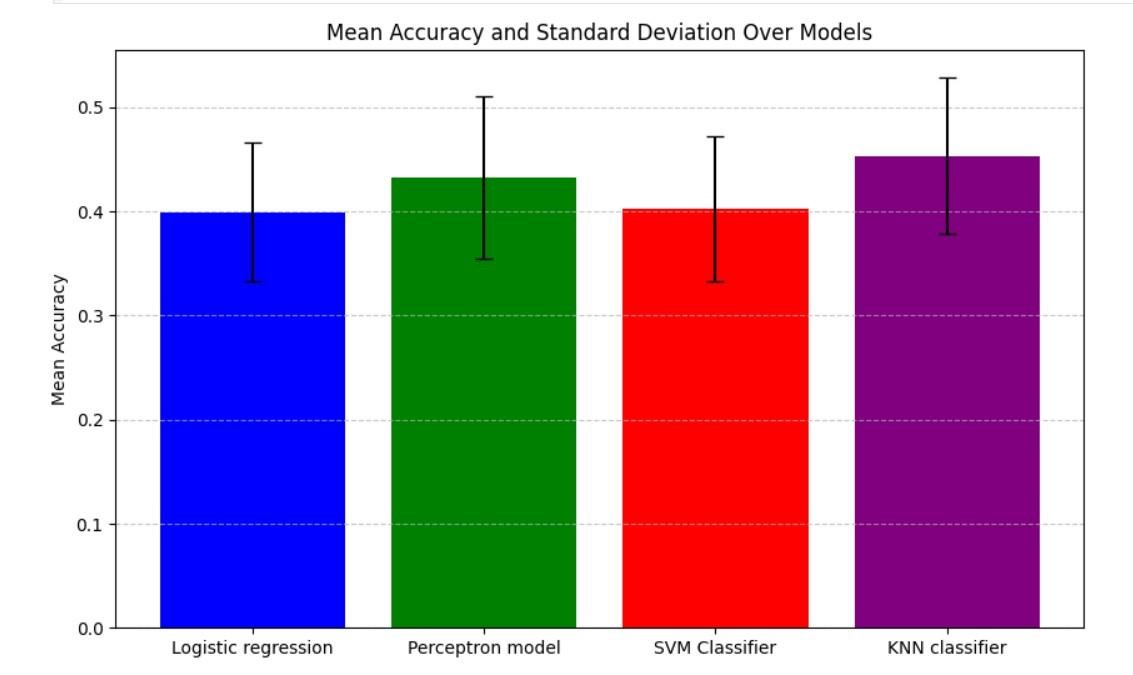 Mean Accuracy and Standard Deviation Over Models
Mean Accuracy
0.5
0.4
0.3
0.2
0.1
0.0
Logistic regression
Perceptron model
SVM Classifier
KNN classifier